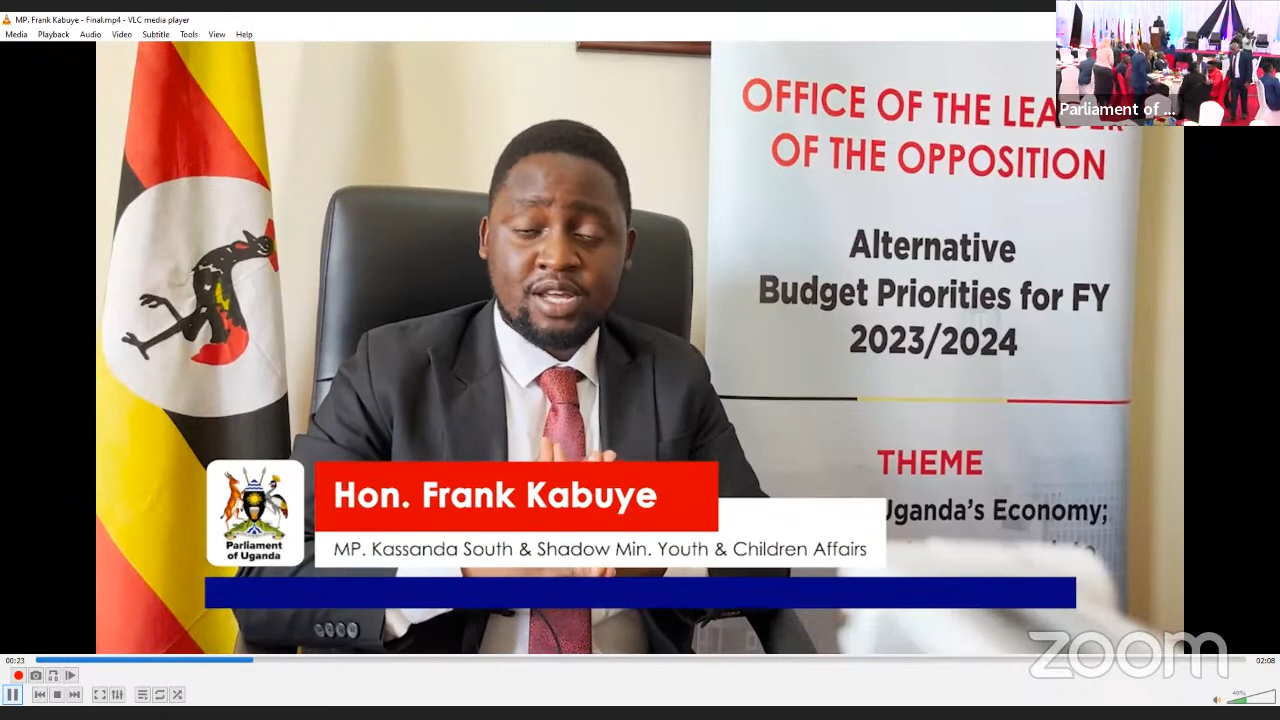 MP. Frank Kabuye - Final.mp4 - VLC media player
Media Playback Audio Video Subtitle Tools View Help
Parliament of ...
OFFICE OF THE LEADER
OF THE OPPOSITION
Alternative
Budget Priorities for FY
2023/2024
THEME
Uganda's Economy;
Hon. Frank Kabuye
MP. Kassanda South & Shadow Min. Youth & Children Affairs
Parliament
of Uganda
zoom
00:23
02:08
49%